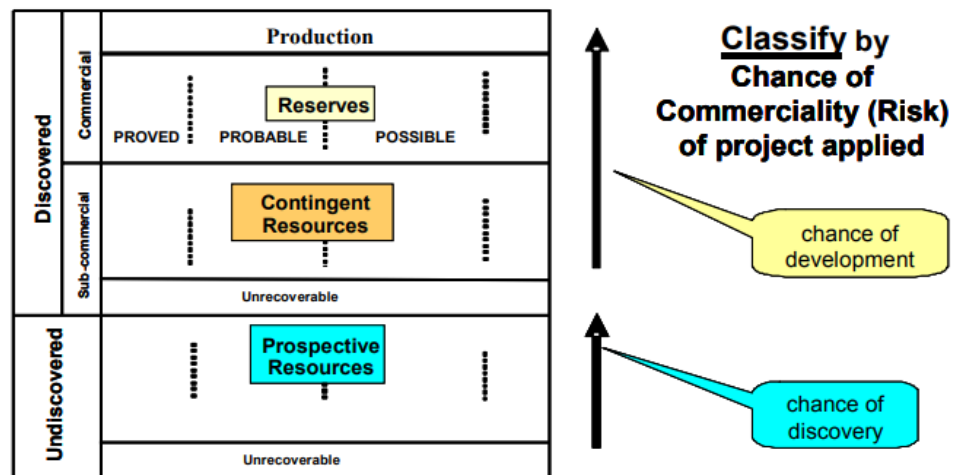 Production
Discovered
Commercial
Reserves
PROVED PROBABLE POSSIBLE
Sub-commercial
Contingent
Resources
Unrecoverable
Undiscovered
Prospective
Resources
Unrecoverable
Classify by
Chance of
Commerciality (Risk)
of project applied
chance of
development
chance of
discovery